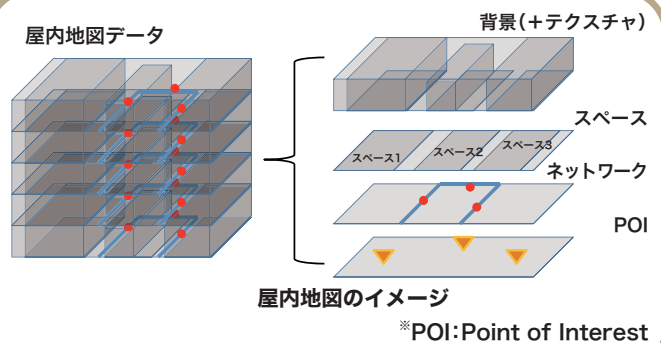 屋内地図データ
背景(+テクスチャ)
スペース
スペース1
スペース2
スペース3
ネットワーク
POI
屋内地図のイメージ
※POI:Point of Interest